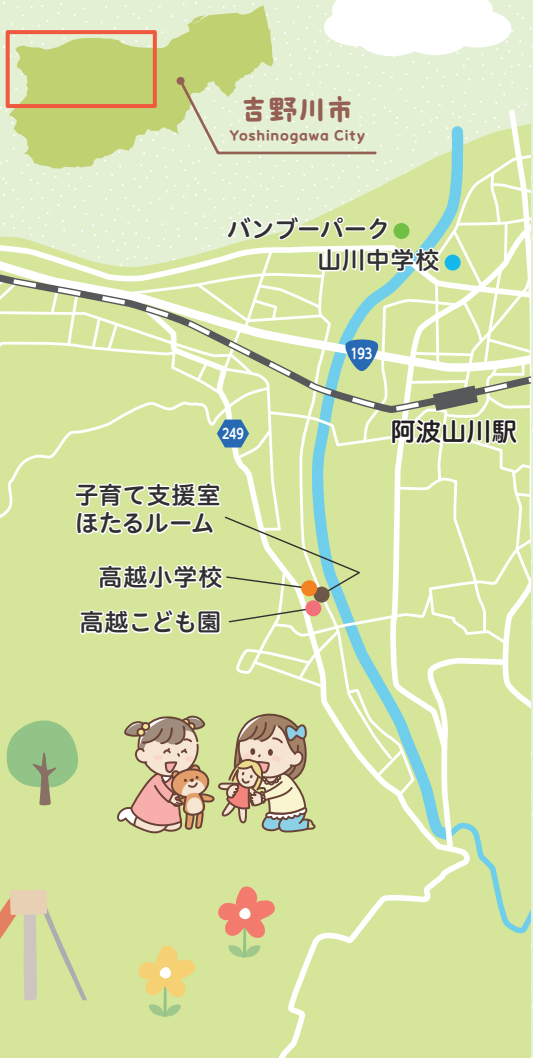 吉野川市
Yoshinogawa City
バンブーパーク
山川中学校
193
阿波山川駅
249
子育て支援室
ほたるルーム
高越小学校
高越こども園